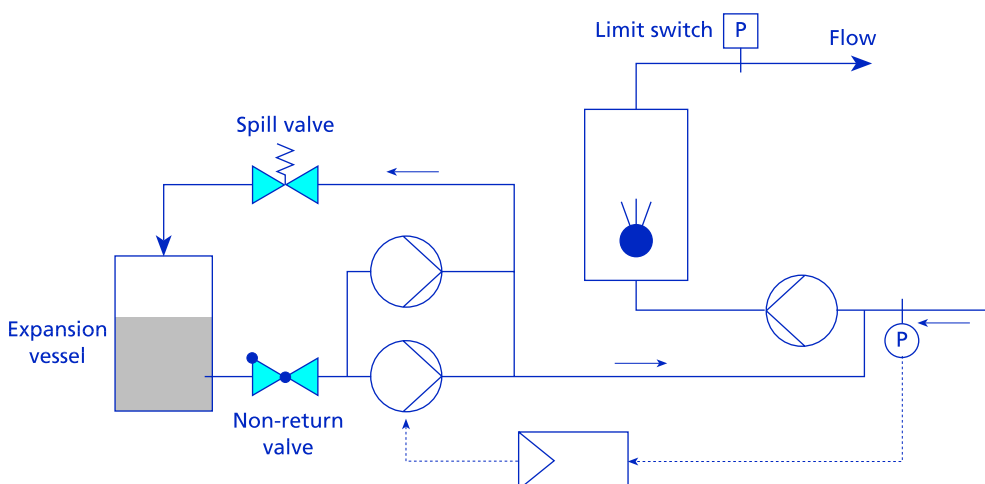 Limit switch
P
Flow
Spill valve
Expansion
vessel
P
Non-return
valve